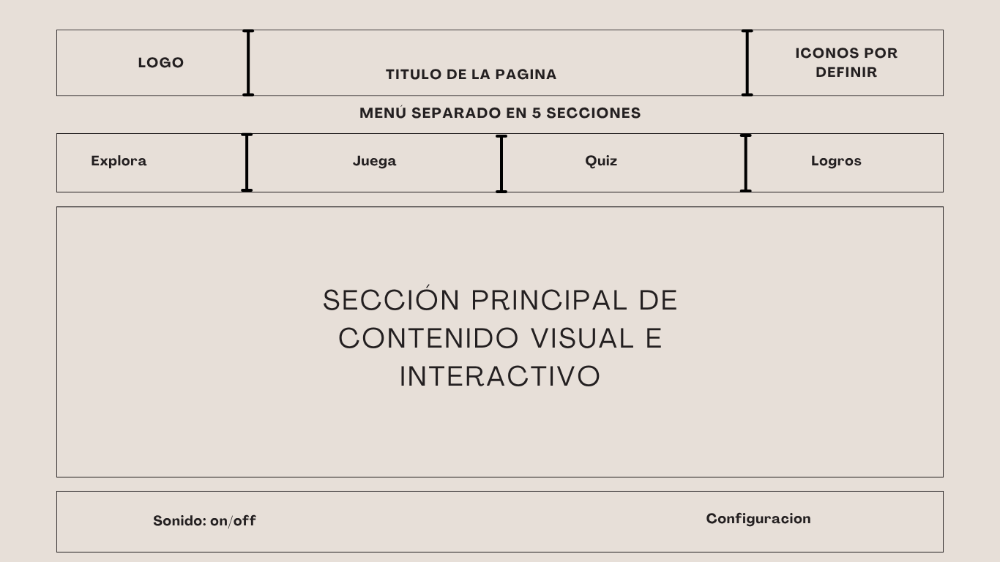 LOGO
TITULO DE LA PAGINA
ICONOS POR
DEFINIR
MENÚ SEPARADO EN 5 SECCIONES
Explora
Juega
Quiz
Logros
SECCIÓN PRINCIPAL DE
CONTENIDO VISUAL E
INTERACTIVO
Sonido: on/off
Configuracion